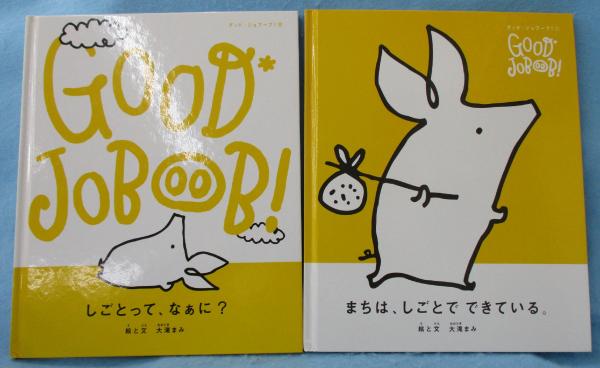 グッド・ジョブーブ!①
GOOD*
JOBOOB!
しごとって、なぁに?
絵と文 大滝まみ
グッド・ジョブーブ!②
GOOD*
JOBOOB!
まちは、しごとで できている。
絵と文 大滝まみ